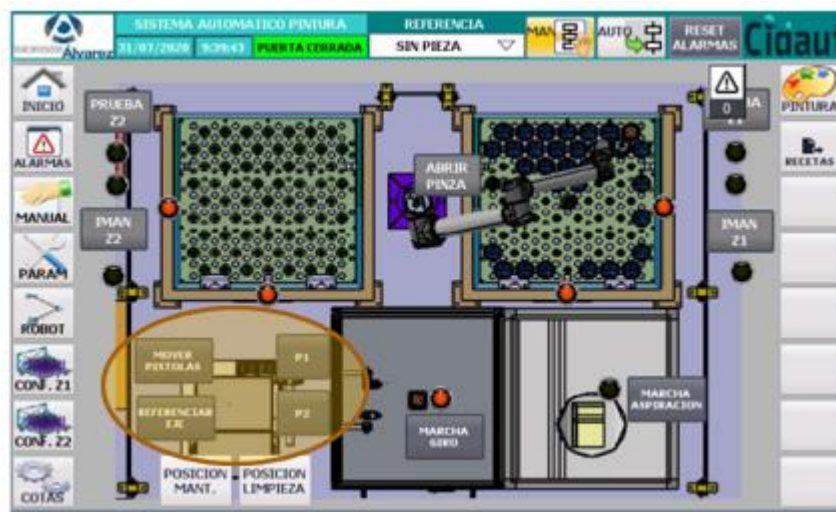 Alvarez
SISTEMA AUTOMATICO PINTURA
31/07/2020 9:39:43 PUERTA CERRADA
REFERENCIA
SIN PIEZA
MAN
AUTO
RESET
ALARMAS
Cidaut
INICIO
ALARMAS
MANUAL
PARAM
ROBOT
CONF. Z1
CONF. Z2
COTAS
PRUEBA
Z2
IMAN
Z2
ABRIR
PINZA
0
IMAN
Z1
PINTURA
RECETAS
MOVER
PISTOLAS
P1
REFERENCIAR
EJE
P2
POSICION
MANT.
POSICION
LIMPIEZA
MARCHA
GIRO
MARCHA
ASPIRACION